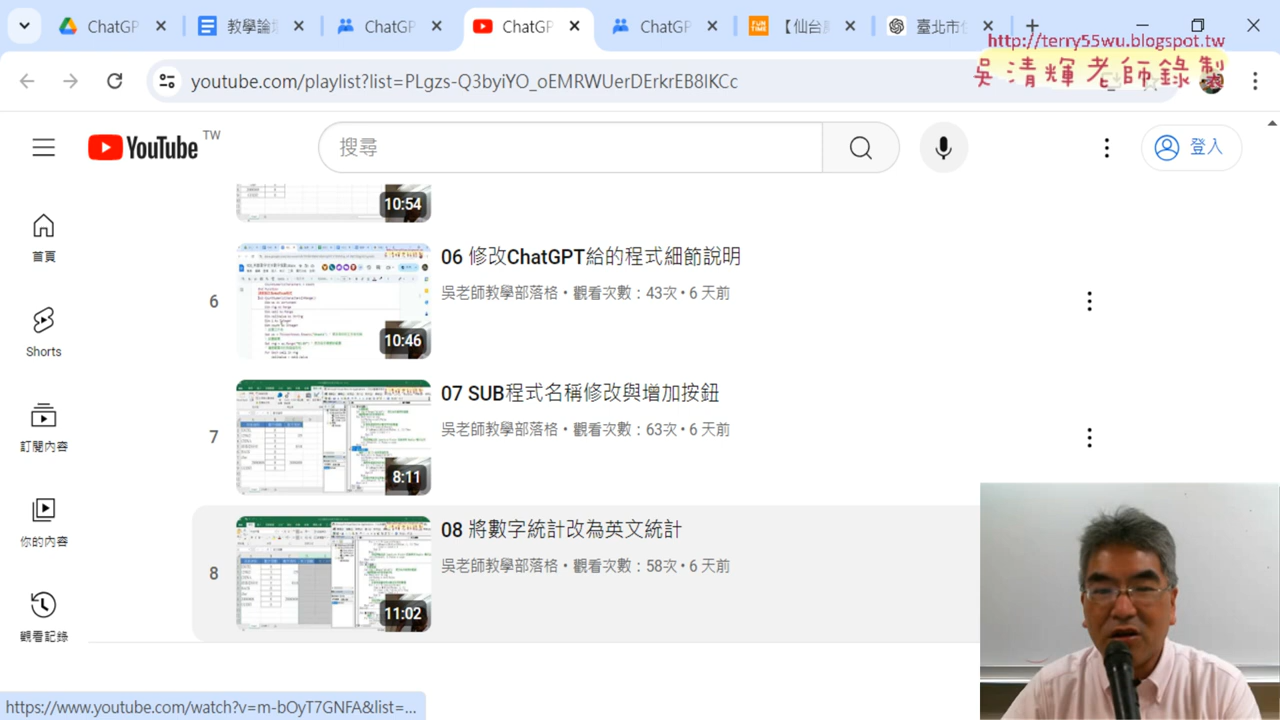 ChatGP
教學論壇
ChatGP
ChatGP
ChatGP
【仙台
臺北市
http://terry55wu.blogspot.tw
吳清輝老師錄製
youtube.com/playlist?list=PLgzs-Q3byiYO_oEMRWUerDErkrEB8lKCc
YouTube TW
搜尋
登入
首頁
Shorts
訂閱內容
你的內容
觀看記錄
10:54
6
10:46
06 修改ChatGPT給的程式細節說明
吳老師教學部落格 • 觀看次數：43次 • 6 天前
7
8:11
07 SUB程式名稱修改與增加按鈕
吳老師教學部落格 • 觀看次數：63次 • 6 天前
8
11:02
08 將數字統計改為英文統計
吳老師教學部落格 • 觀看次數：58次 • 6 天前
https://www.youtube.com/watch?v=m-bOyT7GNFA&list=...